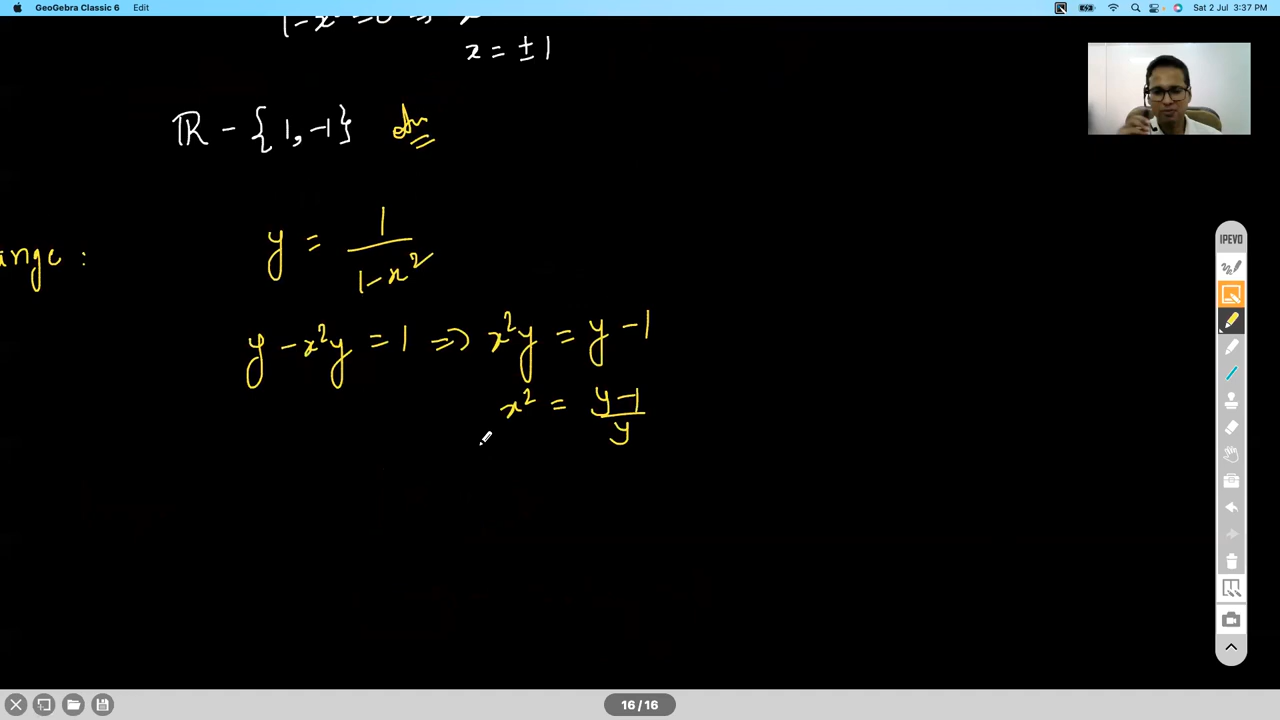 GeoGebra Classic 6 Edit Sat 2 Jul 3:37 PM
x = ± 1
ℝ - {1, -1} Ans
ange : y = 1/(1-x²)
IPEVO
y - x²y = 1 => x²y = y - 1
x² = (y-1)/y
16 / 16